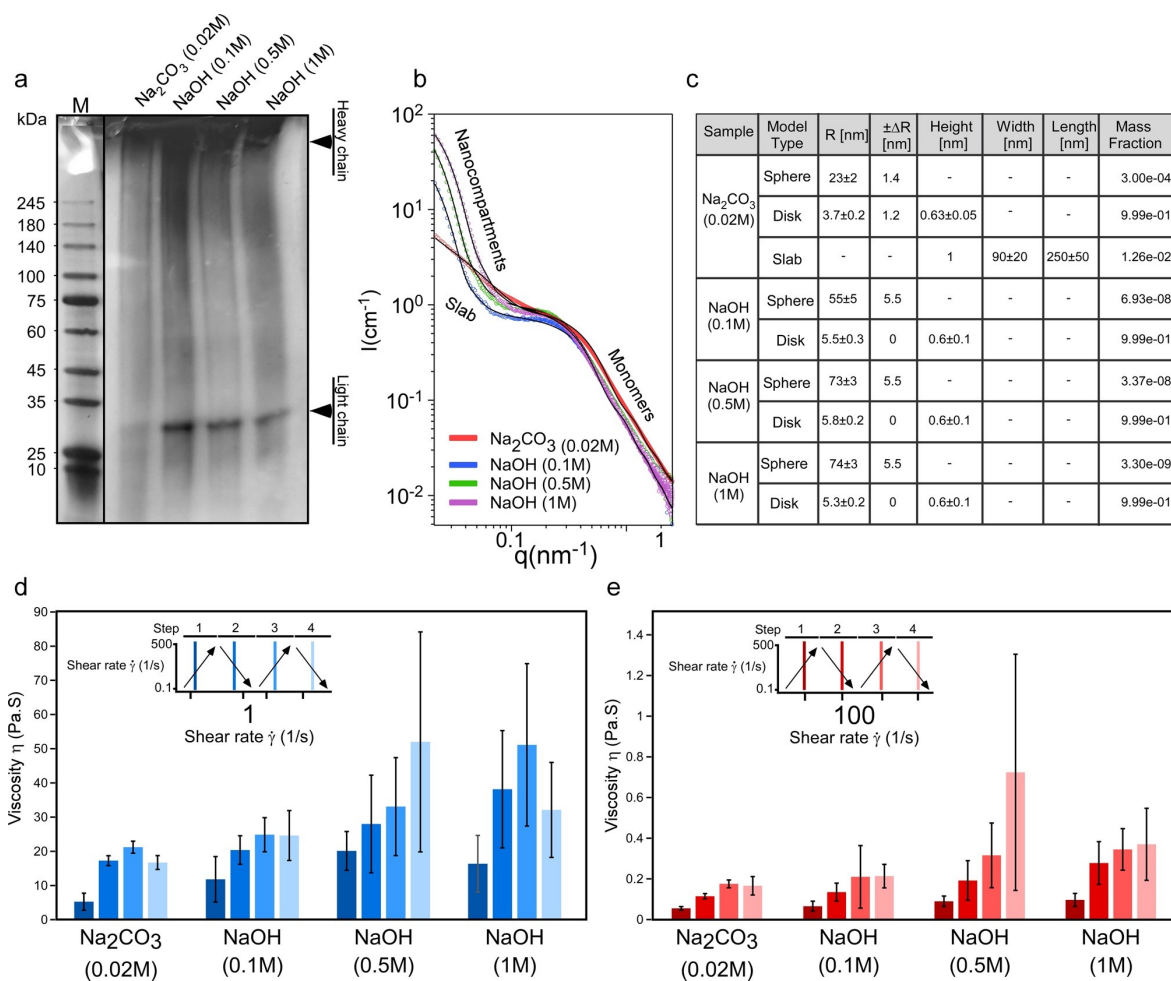 a
M
Na2CO3 (0.02M)
NaOH (0.1M)
NaOH (0.5M)
NaOH (1M)
kDa
245
180
140
100
75
60
45
35
25
10
Heavy chain
Light chain
b
10^2
10^1
10^0
10^-1
10^-2
I(cm^-1)
Nanocompartments
Slab
Monomers
Na2CO3 (0.02M)
NaOH (0.1M)
NaOH (0.5M)
NaOH (1M)
0.1
1
q(nm^-1)
c
Sample Model Type R [nm] ±ΔR [nm] Height [nm] Width [nm] Length [nm] Mass Fraction
Na2CO3 (0.02M) Sphere 23±2 1.4 - - - 3.00e-04
Disk 3.7±0.2 1.2 0.63±0.05 - - 9.99e-01
Slab - - 1 90±20 250±50 1.26e-02
NaOH (0.1M) Sphere 55±5 5.5 - - - 6.93e-08
Disk 5.5±0.3 0 0.6±0.1 - - 9.99e-01
NaOH (0.5M) Sphere 73±3 5.5 - - - 3.37e-08
Disk 5.8±0.2 0 0.6±0.1 - - 9.99e-01
NaOH (1M) Sphere 74±3 5.5 - - - 3.30e-09
Disk 5.3±0.2 0 0.6±0.1 - - 9.99e-01
d
Viscosity η (Pa.S)
90
80
70
60
50
40
30
20
10
0
Step 1 2 3 4
500
Shear rate γ̇ (1/s)
0.1
1
Shear rate γ̇ (1/s)
Na2CO3 NaOH NaOH NaOH
(0.02M) (0.1M) (0.5M) (1M)
e
Viscosity η (Pa.S)
1.4
1.2
1
0.8
0.6
0.4
0.2
0
Step 1 2 3 4
500
Shear rate γ̇ (1/s)
0.1
100
Shear rate γ̇ (1/s)
Na2CO3 NaOH NaOH NaOH
(0.02M) (0.1M) (0.5M) (1M)